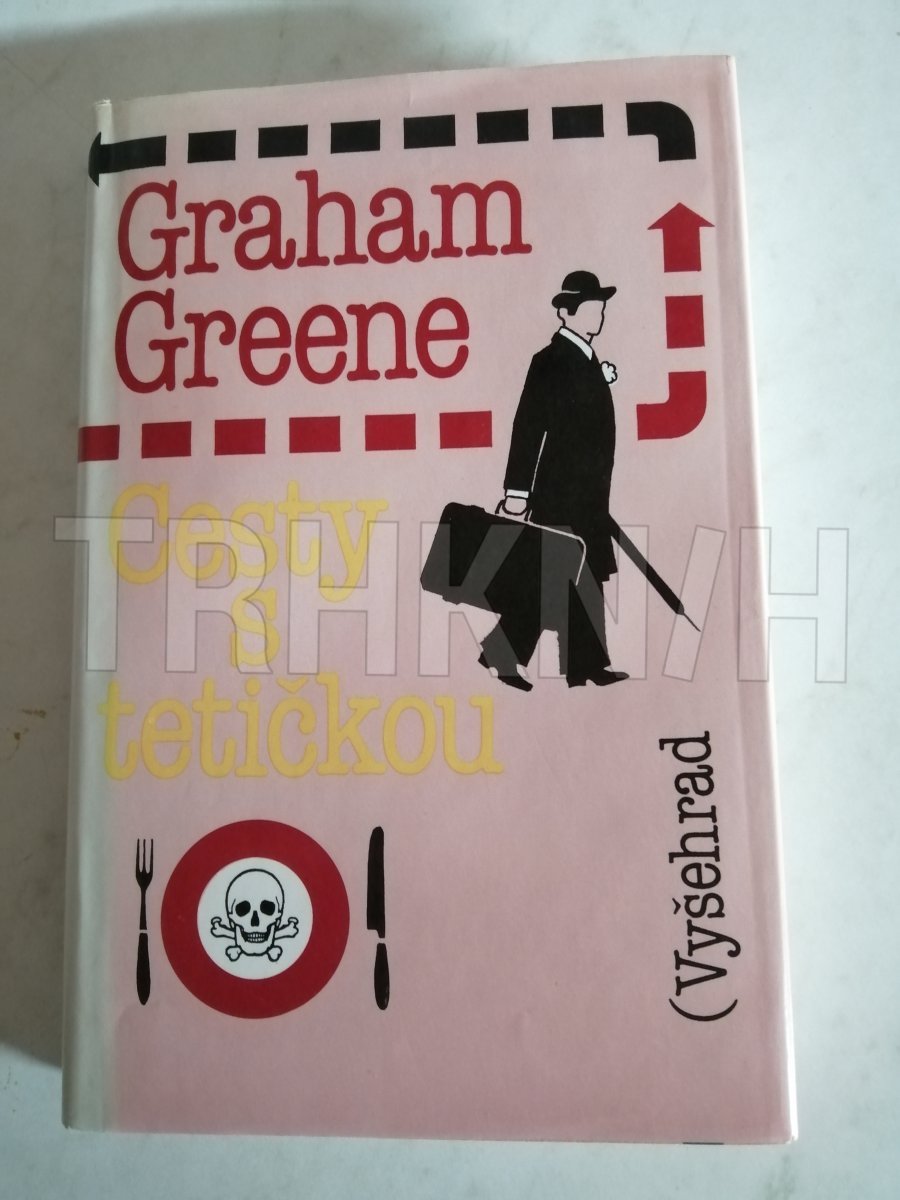 Graham
Greene
Cesty
s
tetičkou
TRHKNIH
(Vyšehrad